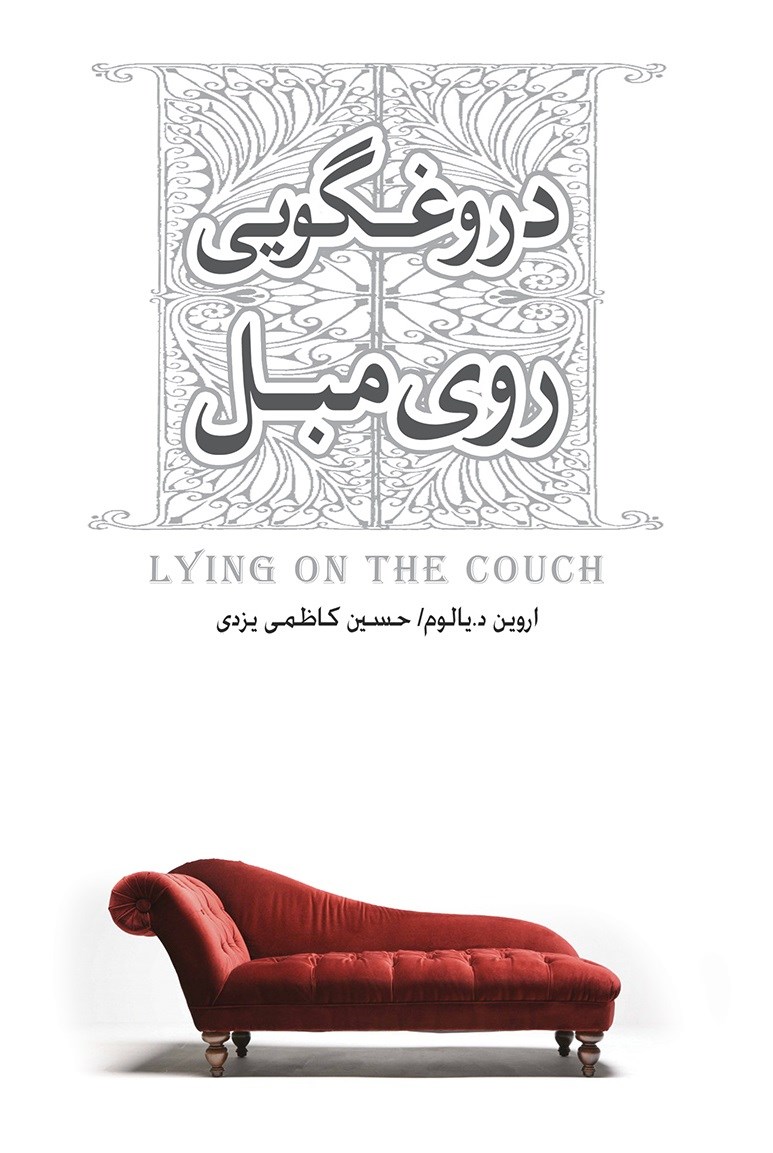 دروغگویی
روی مبل
LYING ON THE COUCH
اروین د.یالوم/ حسین کاظمی یزدی